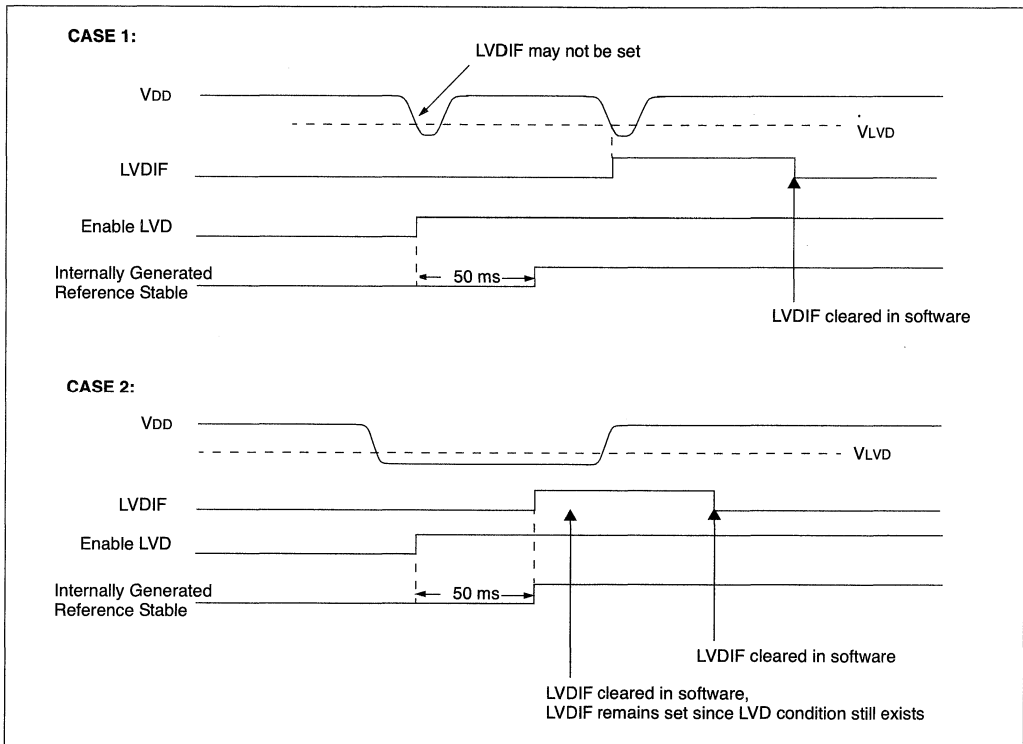 CASE 1:
LVDIF may not be set
VDD
VLVD
LVDIF
Enable LVD
Internally Generated
Reference Stable
50 ms
LVDIF cleared in software
CASE 2:
VDD
VLVD
LVDIF
Enable LVD
Internally Generated
Reference Stable
50 ms
LVDIF cleared in software
LVDIF cleared in software,
LVDIF remains set since LVD condition still exists